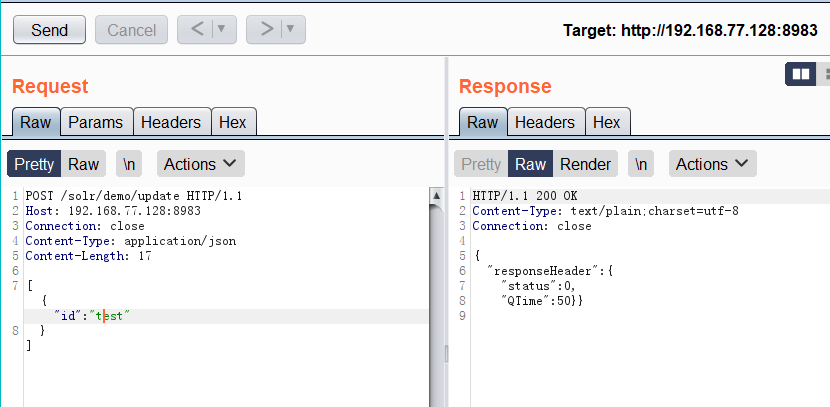 Send Cancel < | ▼ > | ▼ Target: http://192.168.77.128:8983
Request
Raw Params Headers Hex
Pretty Raw \n Actions
1 POST /solr/demo/update HTTP/1.1
2 Host: 192.168.77.128:8983
3 Connection: close
4 Content-Type: application/json
5 Content-Length: 17
6
7 [
{
"id":"test"
8 }
]
Response
Raw Headers Hex
Pretty Raw Render \n Actions
1 HTTP/1.1 200 OK
2 Content-Type: text/plain;charset=utf-8
3 Connection: close
4
5 {
6 "responseHeader":{
7 "status":0,
8 "QTime":50}}
9